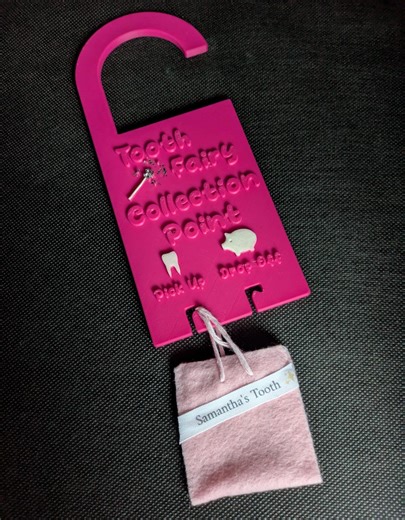 Tooth
Fairy
Collection
Point
Pick Up
Drop Off
Samantha's Tooth